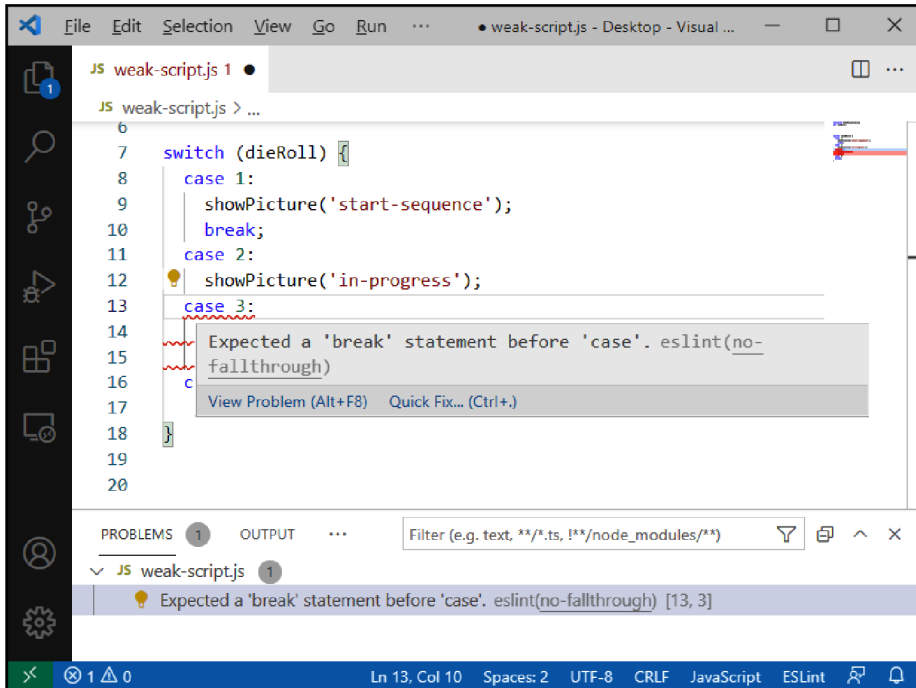 File Edit Selection View Go Run ··· ● weak-script.js - Desktop - Visual ...
1
JS weak-script.js 1 ●
JS weak-script.js > ...
6
7 switch (dieRoll) {
8 case 1:
9 showPicture('start-sequence');
10 break;
11 case 2:
12 showPicture('in-progress');
13 case 3:
14
15
16 c
17
18 }
19
20
Expected a 'break' statement before 'case'. eslint(no-
fallthrough)
View Problem (Alt+F8) Quick Fix... (Ctrl+.)
PROBLEMS 1 OUTPUT ··· Filter (e.g. text, **/*.ts, !**/node_modules/**)
JS weak-script.js 1
Expected a 'break' statement before 'case'. eslint(no-fallthrough) [13, 3]
1 0 Ln 13, Col 10 Spaces: 2 UTF-8 CRLF JavaScript ESLint